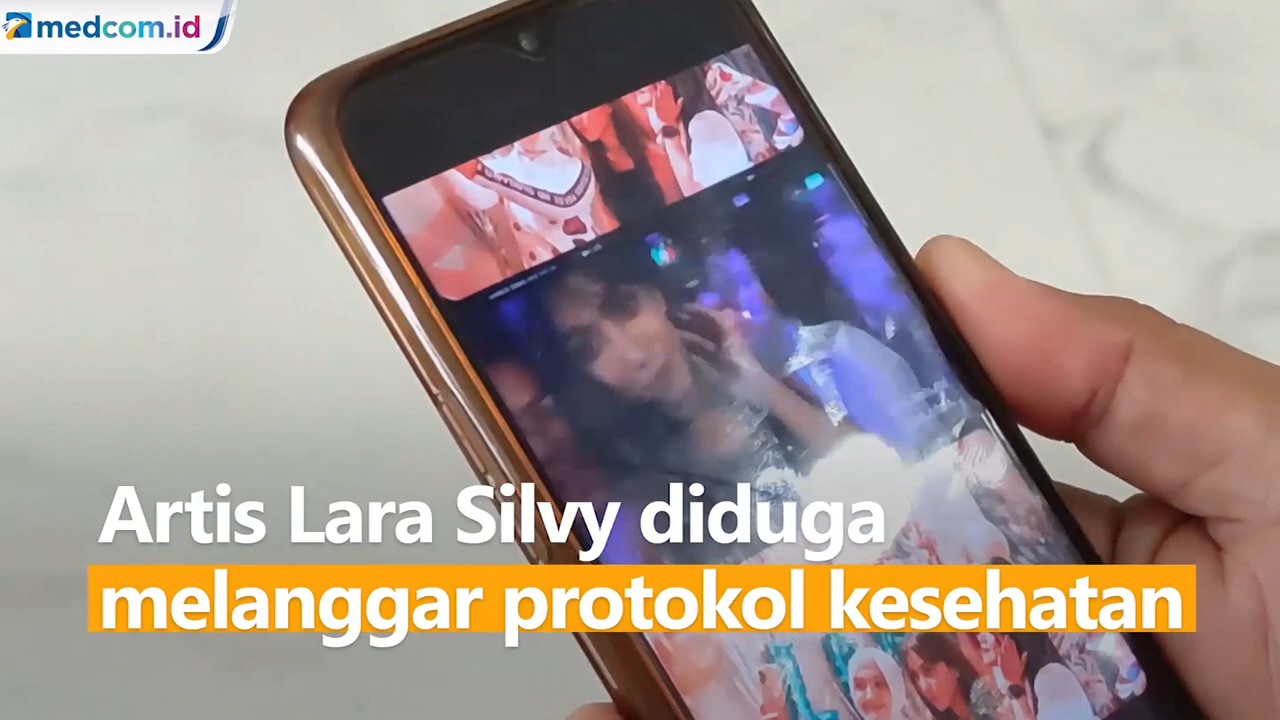 medcom.id
Artis Lara Silvy diduga
melanggar protokol kesehatan